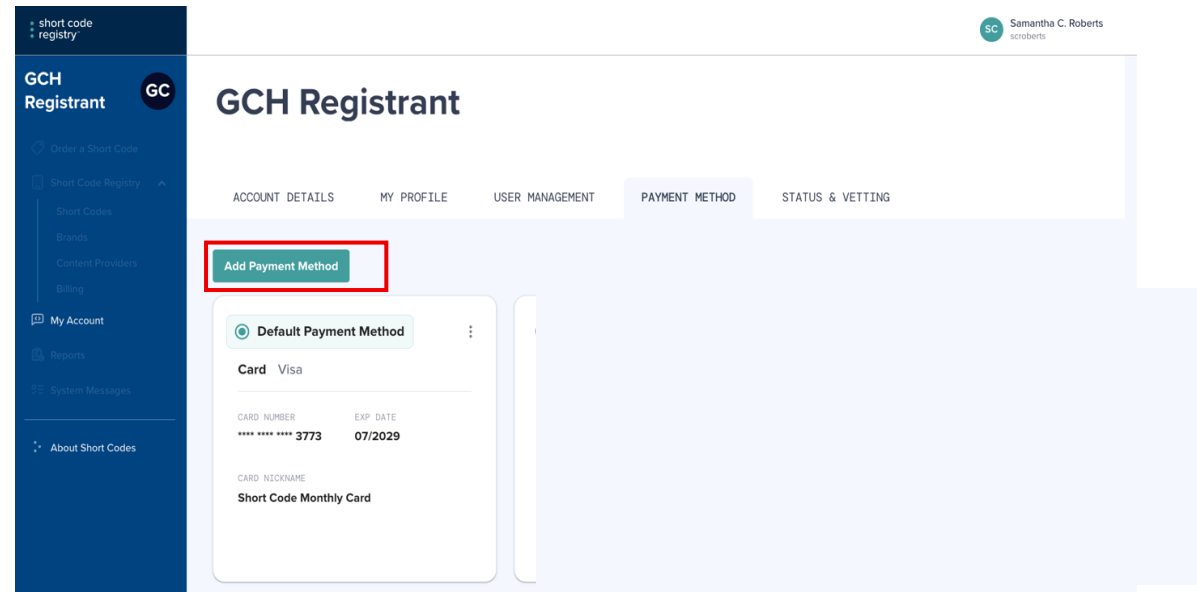 short code
registry
Samantha C. Roberts
SC
scroberts
GCH
Registrant
GC
GCH Registrant
Order a Short Code
Short Code Registry
Short Codes
Brands
Content Providers
Billing
My Account
Reports
System Messages
About Short Codes
ACCOUNT DETAILS MY PROFILE USER MANAGEMENT PAYMENT METHOD STATUS & VETTING
Add Payment Method
Default Payment Method
Card Visa
CARD NUMBER EXP DATE
**** **** **** 3773 07/2029
CARD NICKNAME
Short Code Monthly Card